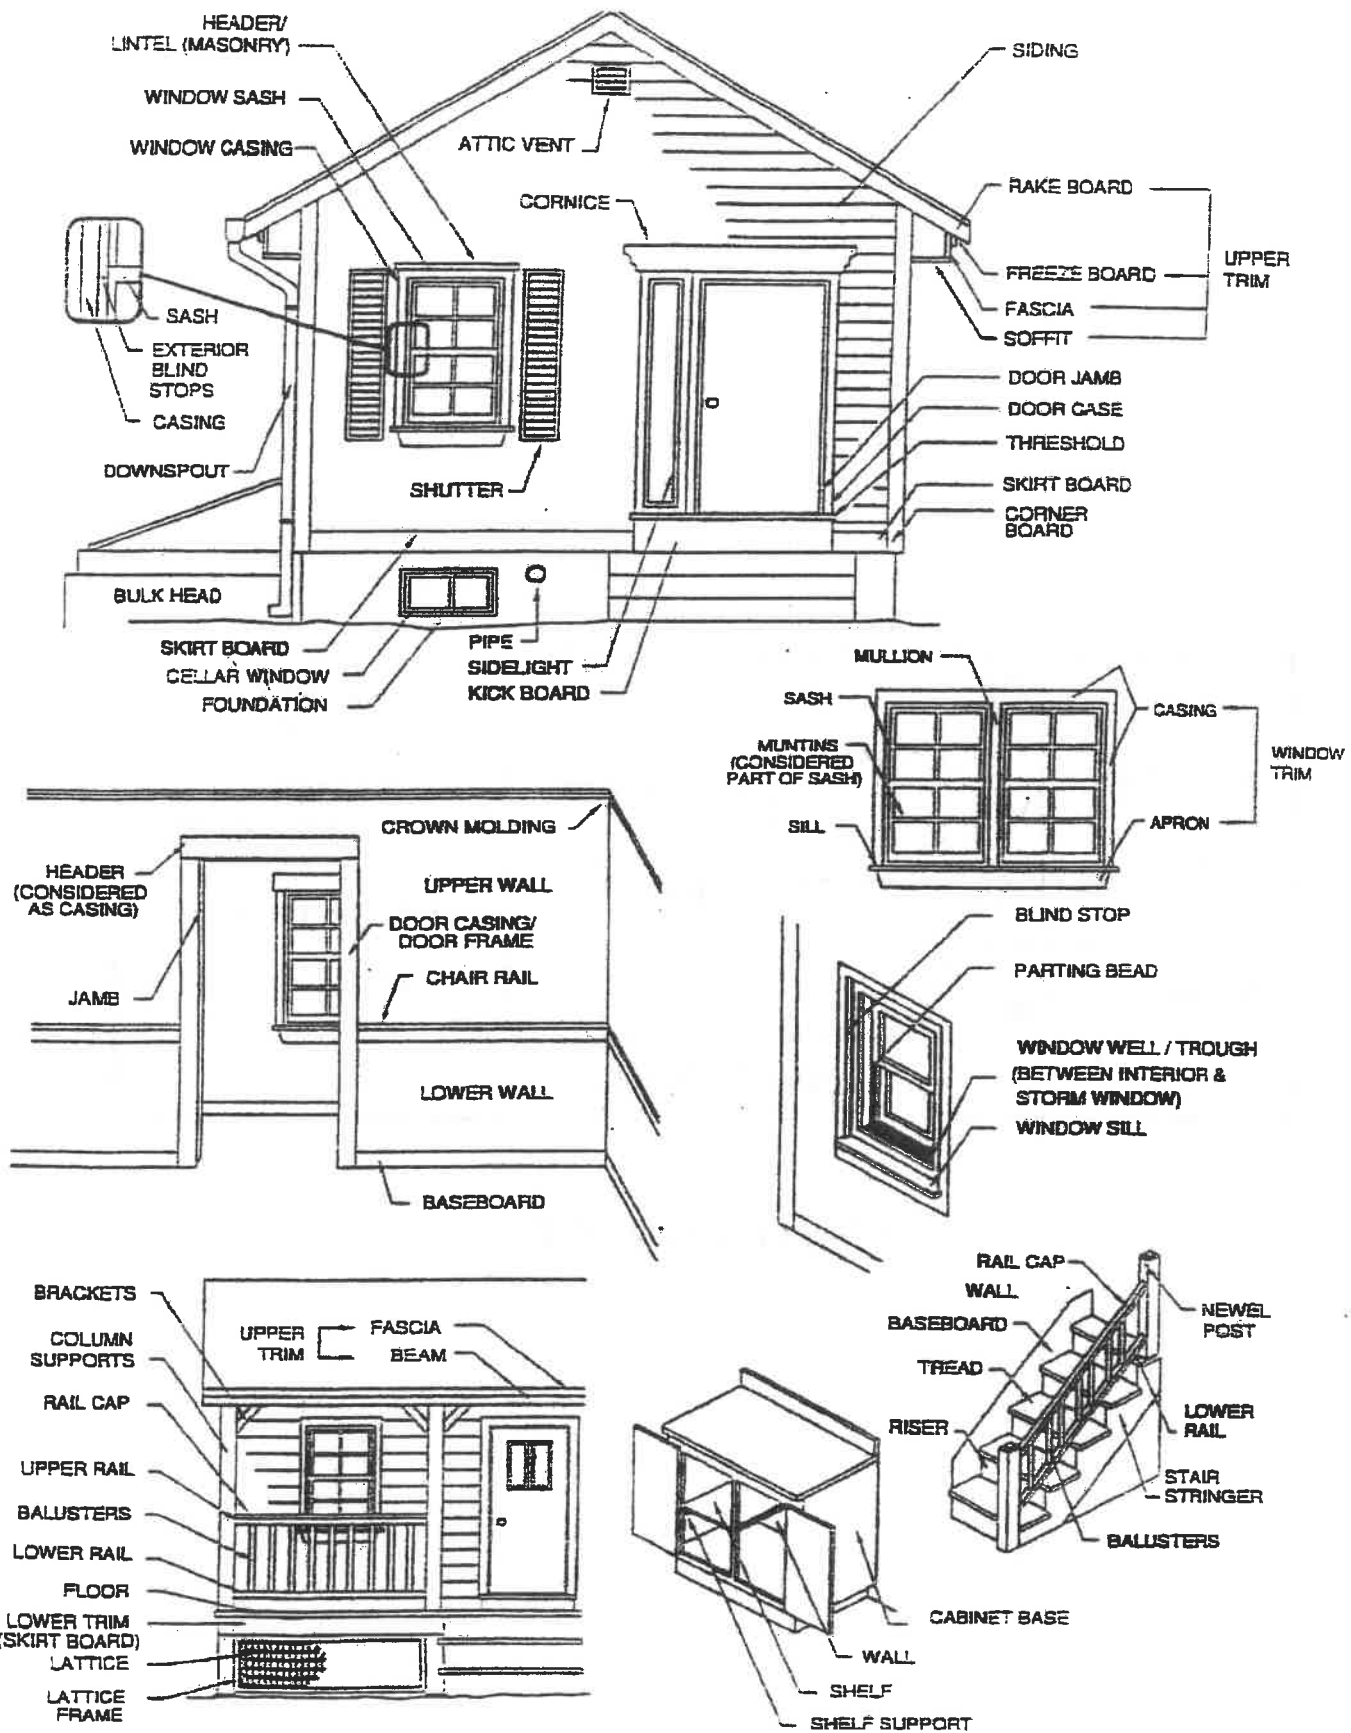 HEADER/
LINTEL (MASONRY)
WINDOW SASH
WINDOW CASING
ATTIC VENT
CORNICE
SIDING
RAKE BOARD
FREEZE BOARD
FASCIA
SOFFIT
UPPER
TRIM
SASH
EXTERIOR
BLIND
STOPS
CASING
DOWNSPOUT
SHUTTER
DOOR JAMB
DOOR CASE
THRESHOLD
SKIRT BOARD
CORNER
BOARD
BULK HEAD
SKIRT BOARD
CELLAR WINDOW
FOUNDATION
PIPE
SIDELIGHT
KICK BOARD
MULLION
SASH
MUNTINS
(CONSIDERED
PART OF SASH)
SILL
CASING
WINDOW
TRIM
APRON
CROWN MOLDING
HEADER
(CONSIDERED
AS CASING)
UPPER WALL
DOOR CASING/
DOOR FRAME
CHAIR RAIL
JAMB
LOWER WALL
BASEBOARD
BLIND STOP
PARTING BEAD
WINDOW WELL / TROUGH
(BETWEEN INTERIOR &
STORM WINDOW)
WINDOW SILL
BRACKETS
COLUMN
SUPPORTS
RAIL CAP
UPPER RAIL
BALUSTERS
LOWER RAIL
FLOOR
LOWER TRIM
(SKIRT BOARD)
LATTICE
LATTICE
FRAME
UPPER
TRIM
FASCIA
BEAM
CABINET BASE
WALL
SHELF
SHELF SUPPORT
RAIL CAP
WALL
BASEBOARD
TREAD
RISER
NEWEL
POST
LOWER
RAIL
STAIR
STRINGER
BALUSTERS